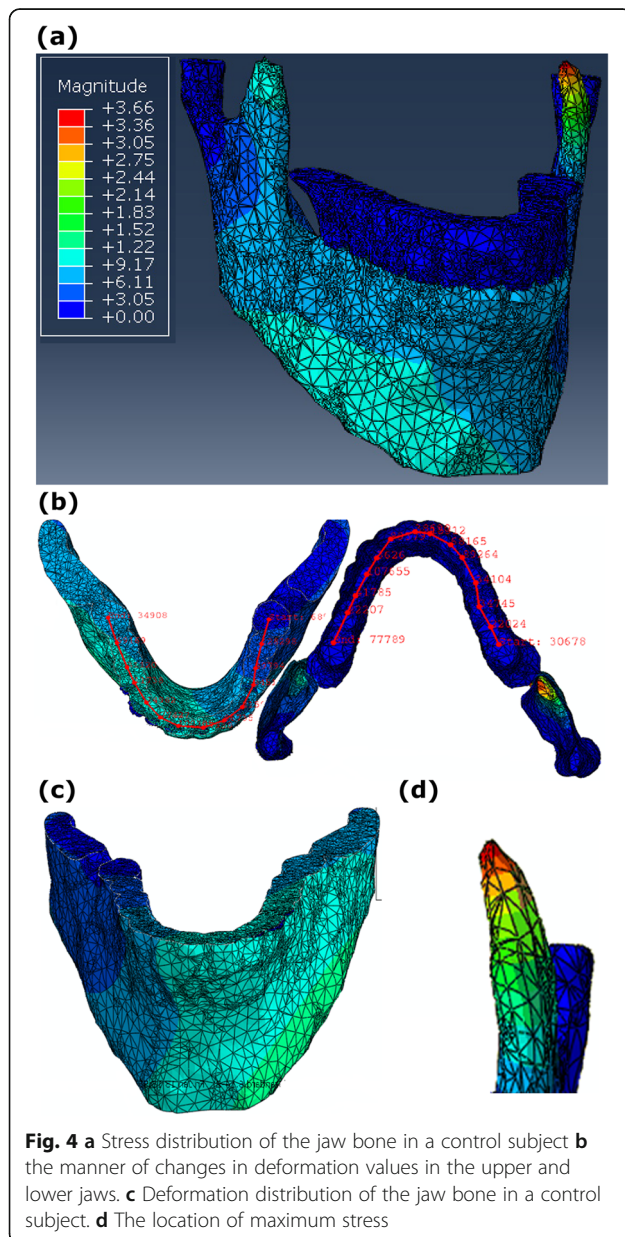 (a)
Magnitude
+3.66
+3.36
+3.05
+2.75
+2.44
+2.14
+1.83
+1.52
+1.22
+9.17
+6.11
+3.05
+0.00
(b)
34908
77789
30678
(c)
(d)
Fig. 4 a Stress distribution of the jaw bone in a control subject b
the manner of changes in deformation values in the upper and
lower jaws. c Deformation distribution of the jaw bone in a control
subject. d The location of maximum stress